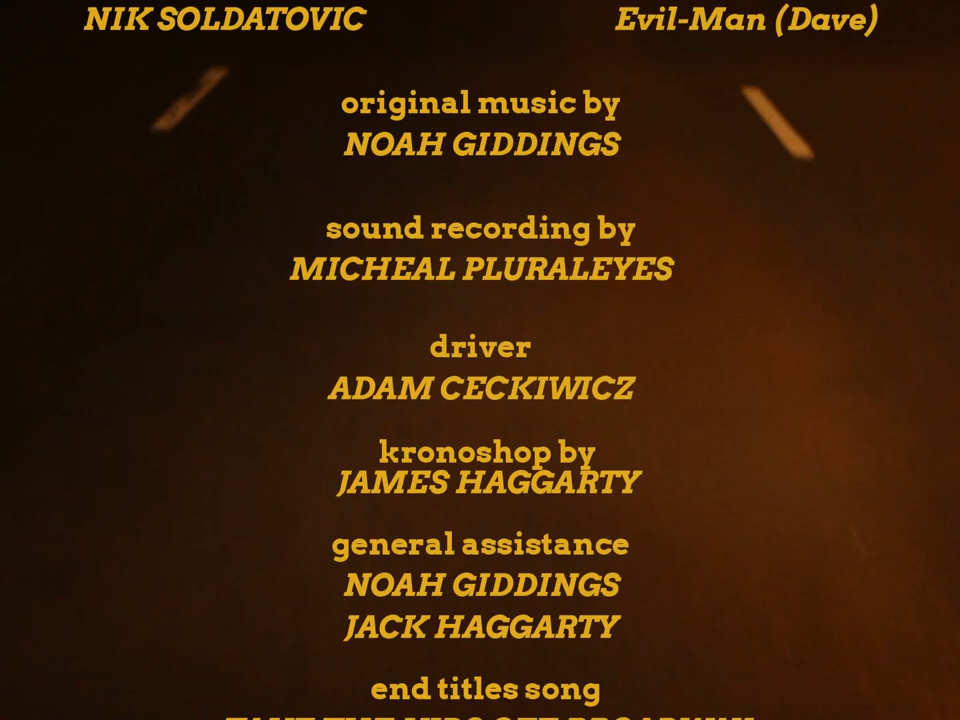 NIK SOLDATOVIC Evil-Man (Dave)
original music by
NOAH GIDDINGS
sound recording by
MICHEAL PLURALEYES
driver
ADAM CECKIWICZ
kronoshop by
JAMES HAGGARTY
general assistance
NOAH GIDDINGS
JACK HAGGARTY
end titles song